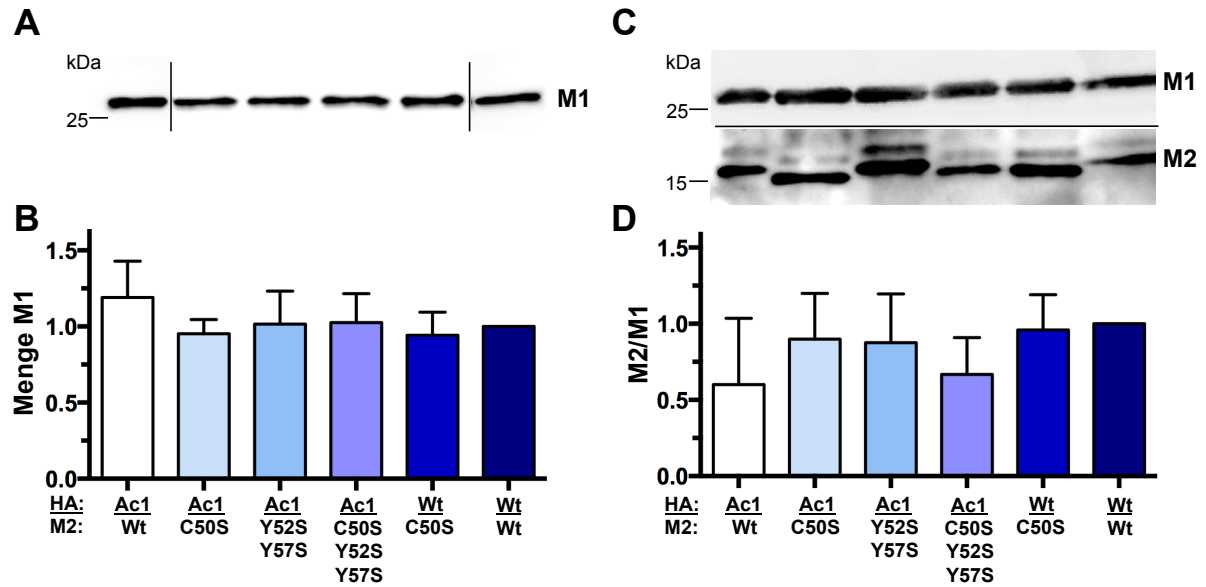 A
kDa
25
M1
B
Menge M1
1.5
1.0
0.5
0.0
HA: Ac1 Ac1 Ac1 Ac1 Wt Wt
M2: Wt C50S Y52S C50S C50S Wt
Y57S Y52S
Y57S
C
kDa
25
M1
15
M2
D
M2/M1
1.5
1.0
0.5
0.0
HA: Ac1 Ac1 Ac1 Ac1 Wt Wt
M2: Wt C50S Y52S C50S C50S Wt
Y57S Y52S
Y57S